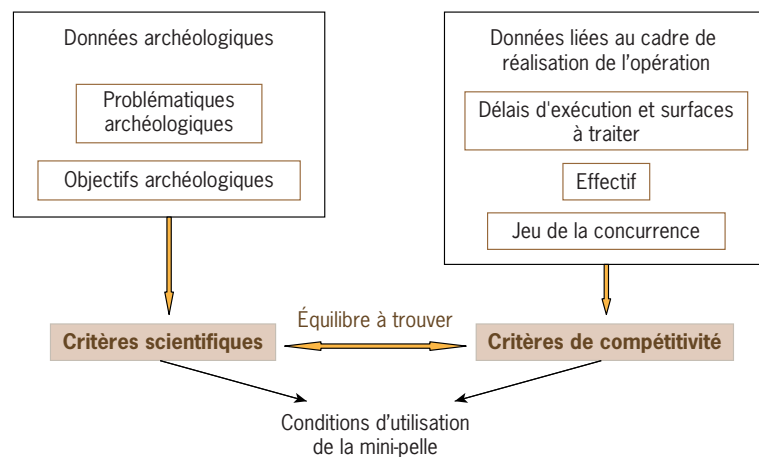 Données archéologiques
Problématiques
archéologiques
Objectifs archéologiques
Données liées au cadre de
réalisation de l'opération
Délais d'exécution et surfaces
à traiter
Effectif
Jeu de la concurrence
Critères scientifiques
Équilibre à trouver
Critères de compétitivité
Conditions d'utilisation
de la mini-pelle